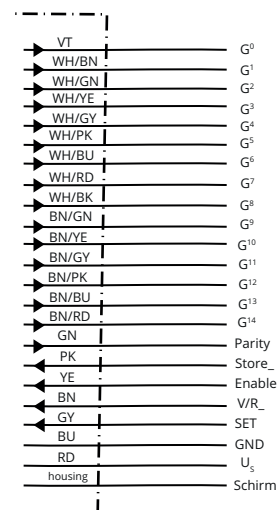 VT G⁰
WH/BN G¹
WH/GN G²
WH/YE G³
WH/GY G⁴
WH/PK G⁵
WH/BU G⁶
WH/RD G⁷
WH/BK G⁸
BN/GN G⁹
BN/YE G¹⁰
BN/GY G¹¹
BN/PK G¹²
BN/BU G¹³
BN/RD G¹⁴
GN Parity
PK Store_
YE Enable
BN V/R_
GY SET
BU GND
RD Uₛ
housing Schirm